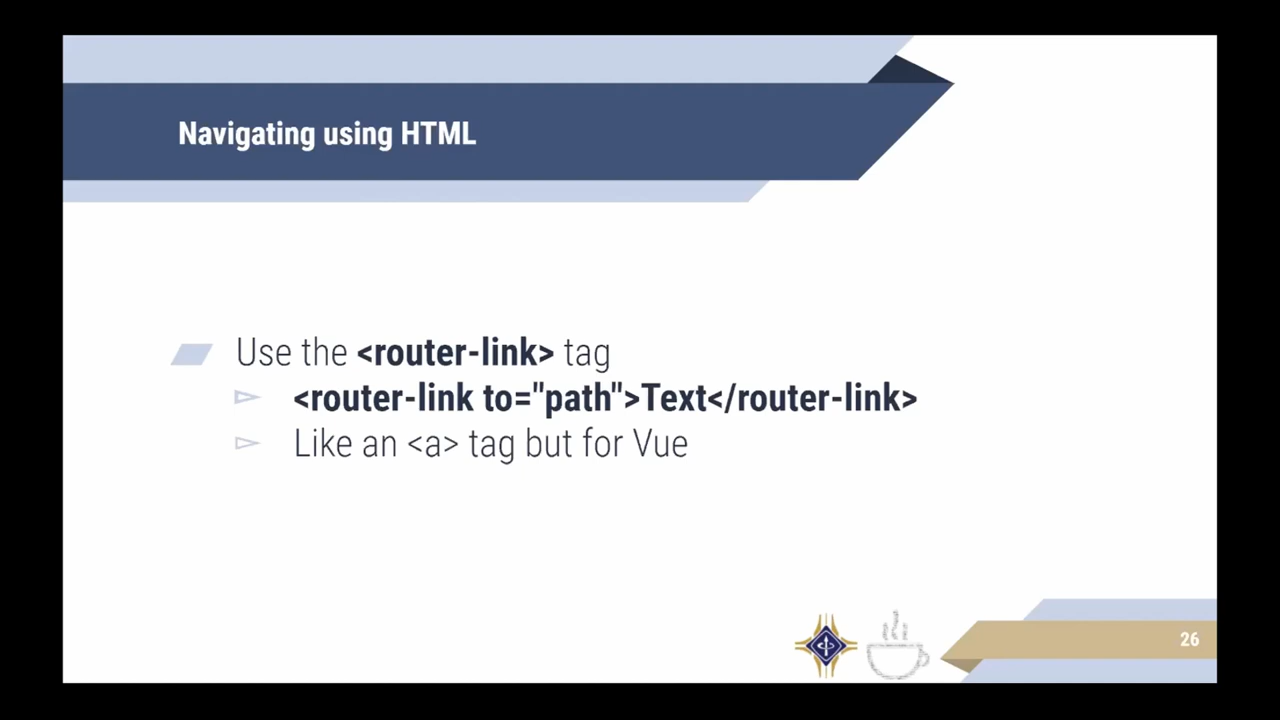 Navigating using HTML
Use the <router-link> tag
<router-link to="path">Text</router-link>
Like an <a> tag but for Vue
26